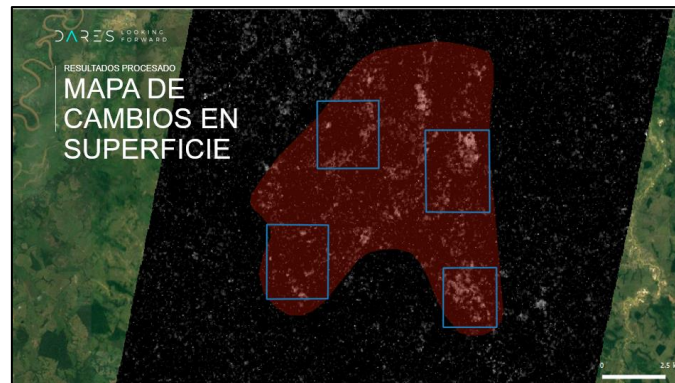 DARES LOOKING
FORWARD
RESULTADOS PROCESADO
MAPA DE
CAMBIOS EN
SUPERFICIE
0 2.5 k